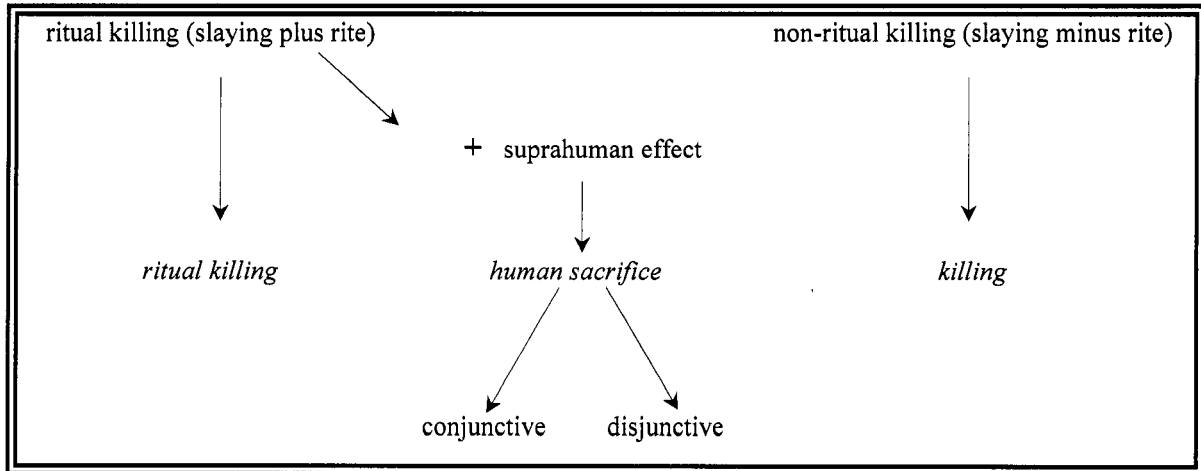 ritual killing (slaying plus rite) non-ritual killing (slaying minus rite)
+ suprahuman effect
ritual killing human sacrifice killing
conjunctive disjunctive